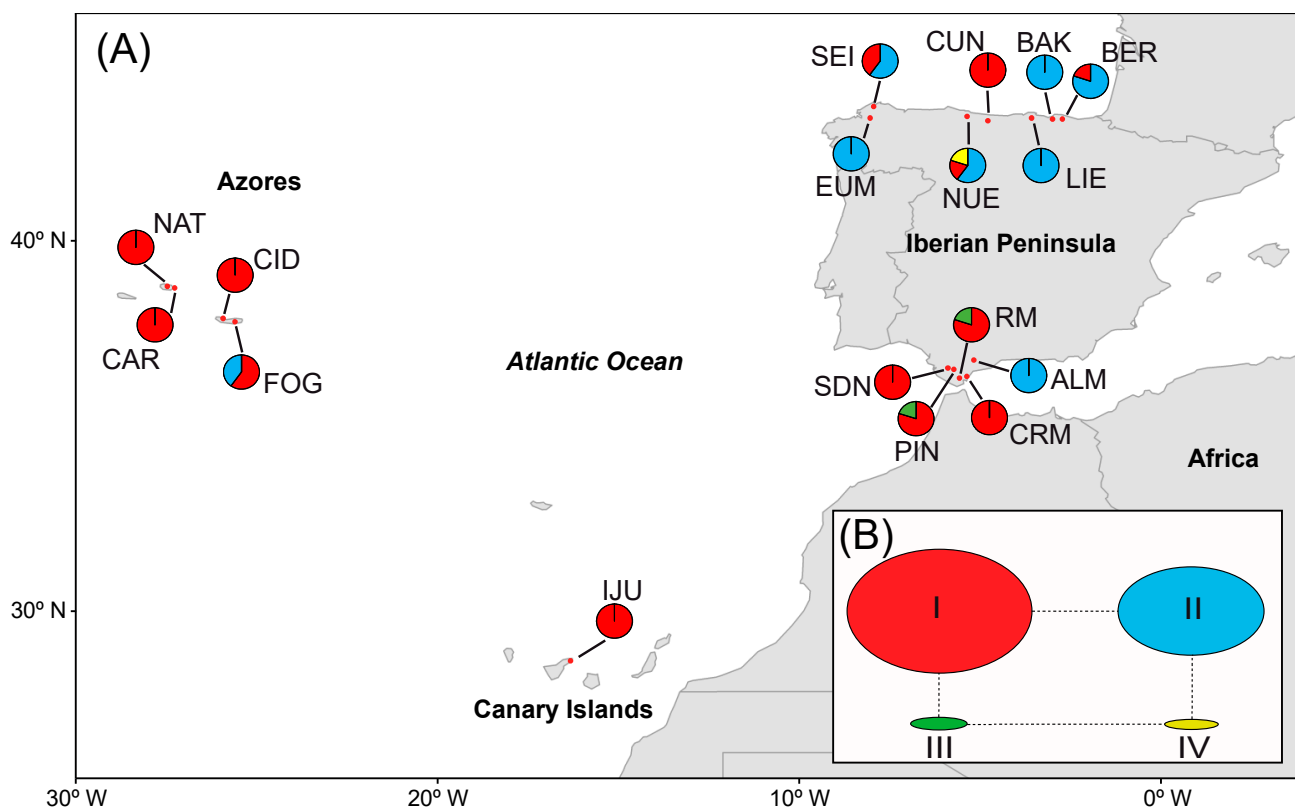 (A)
SEI
CUN
BAK
BER
EUM
NUE
LIE
Azores
NAT
CID
40º N
Iberian Peninsula
CAR
FOG
Atlantic Ocean
RM
SDN
ALM
PIN
CRM
Africa
(B)
I
II
III
IV
IJU
30º N
Canary Islands
30º W
20º W
10º W
0º W